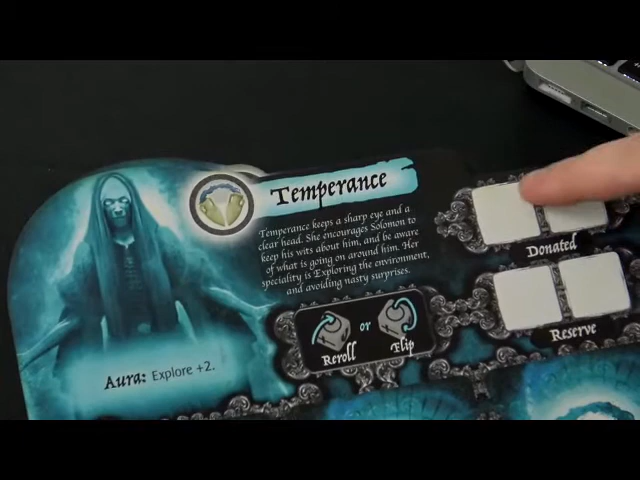 Temperance
Temperance keeps a sharp eye and a
clear head. She encourages Solomon to
keep his wits about him, and be aware
of what is going on around him. Her
speciality is Exploring the environment,
and avoiding nasty surprises.
Donated
Reroll
or
Flip
Reserve
Aura: Explore +2.